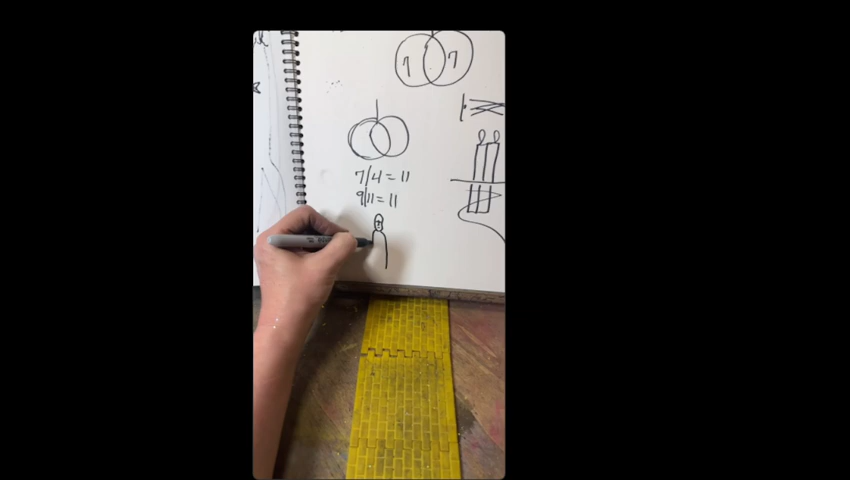 7 7
7/4 = 11
9/11 = 11